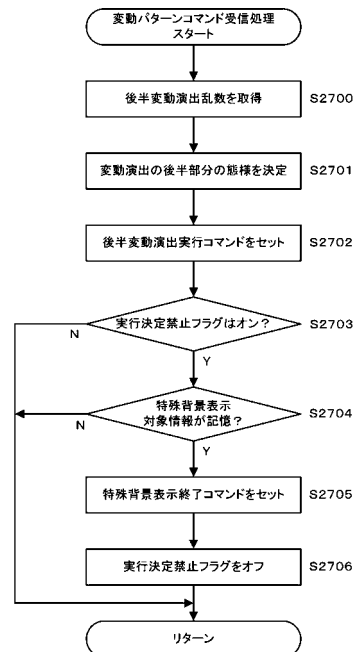 変動パターンコマンド受信処理
スタート
後半変動演出乱数を取得
S2700
変動演出の後半部分の態様を決定
S2701
後半変動演出実行コマンドをセット
S2702
実行決定禁止フラグはオン？
S2703
N
Y
特殊背景表示
対象情報が記憶？
S2704
N
Y
特殊背景表示終了コマンドをセット
S2705
実行決定禁止フラグをオフ
S2706
リターン